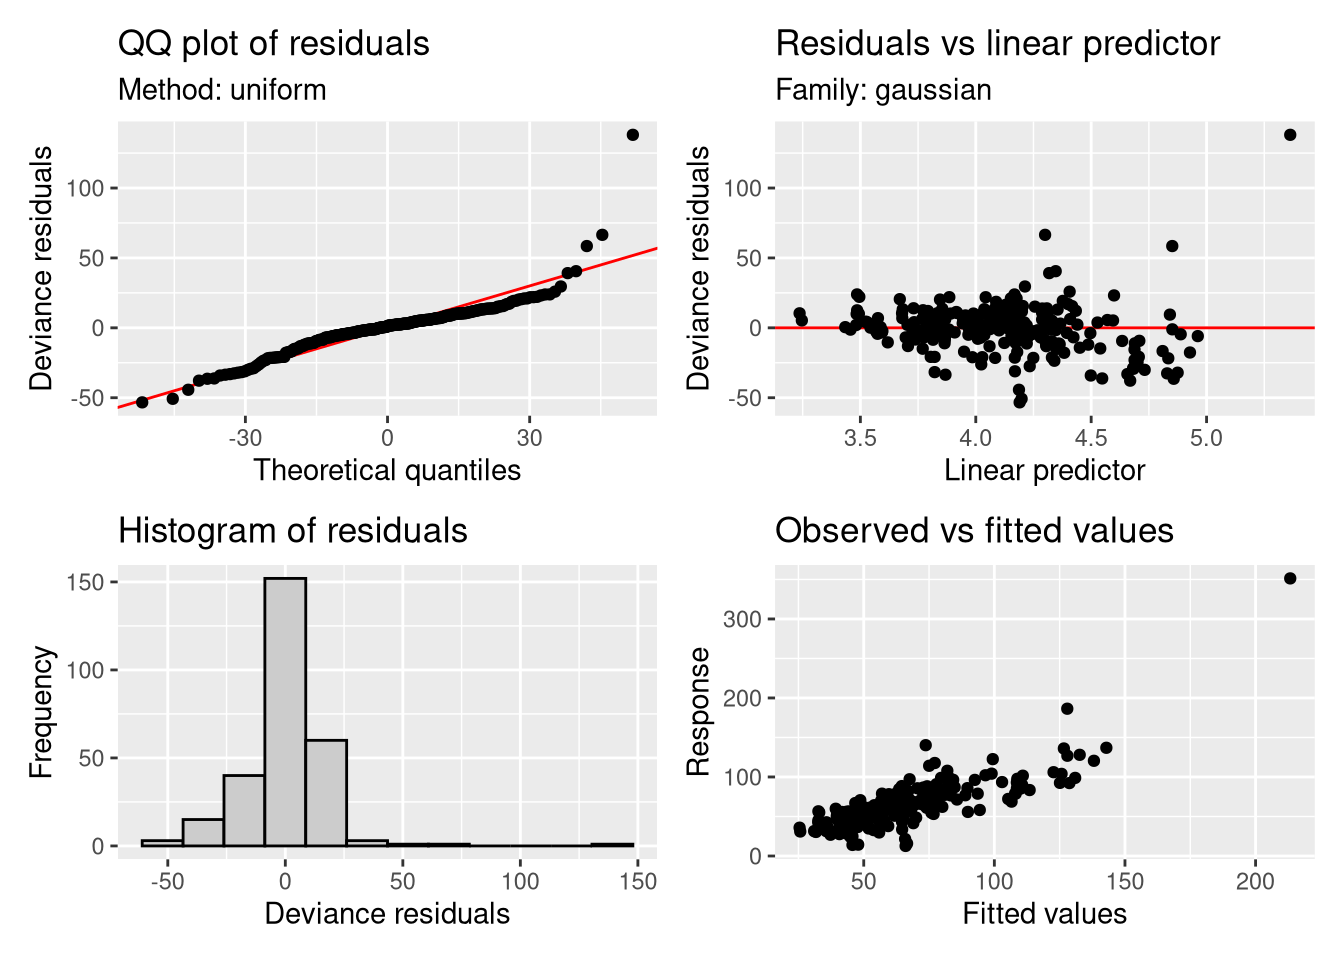 QQ plot of residuals
Method: uniform
Deviance residuals
100
50
0
-50
-30
0
30
Theoretical quantiles
Residuals vs linear predictor
Family: gaussian
Deviance residuals
100
50
0
-50
3.5
4.0
4.5
5.0
Linear predictor
Histogram of residuals
Frequency
150
100
50
0
-50
0
50
100
150
Deviance residuals
Observed vs fitted values
Response
300
200
100
0
50
100
150
200
Fitted values